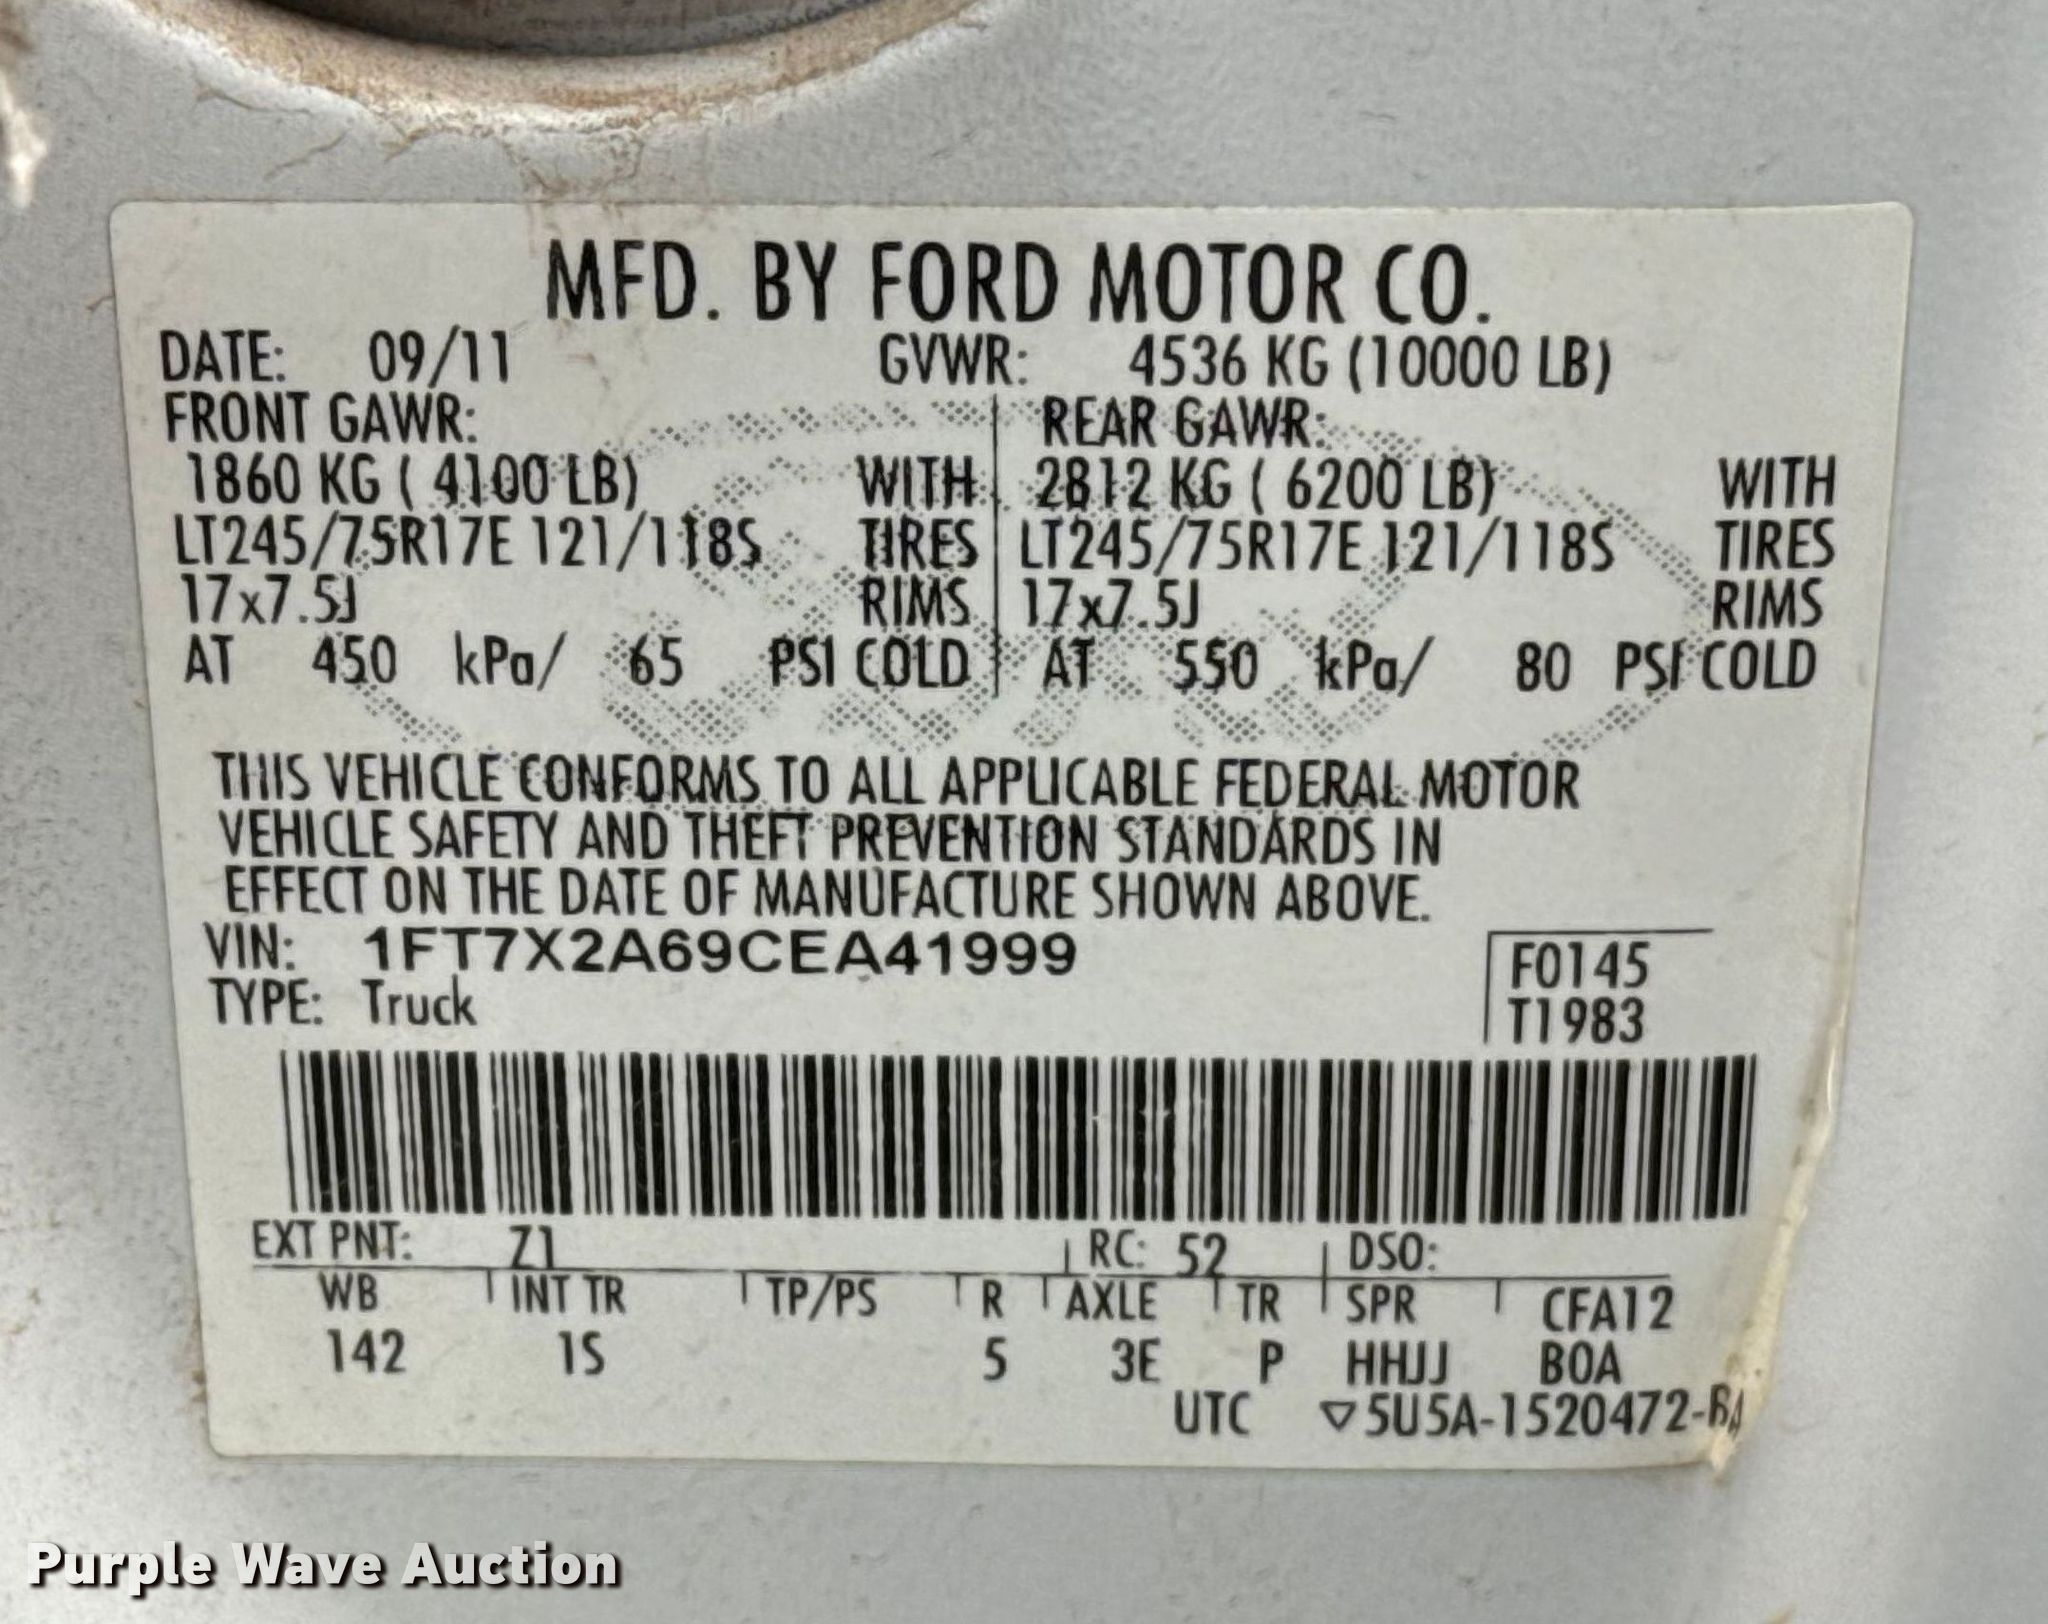 MFD. BY FORD MOTOR CO.
DATE: 09/11 GVWR: 4536 KG (10000 LB)
FRONT GAWR: REAR GAWR:
1860 KG ( 4100 LB) WITH 2812 KG ( 6200 LB) WITH
LT245/75R17E 121/118S TIRES LT245/75R17E 121/118S TIRES
17x7.5J RIMS 17x7.5J RIMS
AT 450 kPa/ 65 PSI COLD AT 550 kPa/ 80 PSI COLD
THIS VEHICLE CONFORMS TO ALL APPLICABLE FEDERAL MOTOR
VEHICLE SAFETY AND THEFT PREVENTION STANDARDS IN
EFFECT ON THE DATE OF MANUFACTURE SHOWN ABOVE.
VIN: 1FT7X2A69CEA41999 F0145
TYPE: Truck T1983
EXT PNT: Z1 RC: 52 DSO:
WB INT TR TP/PS R AXLE TR SPR CFA12
142 1S 5 3E P HHJJ BOA
UTC ▽5U5A-1520472-BA
Purple Wave Auction